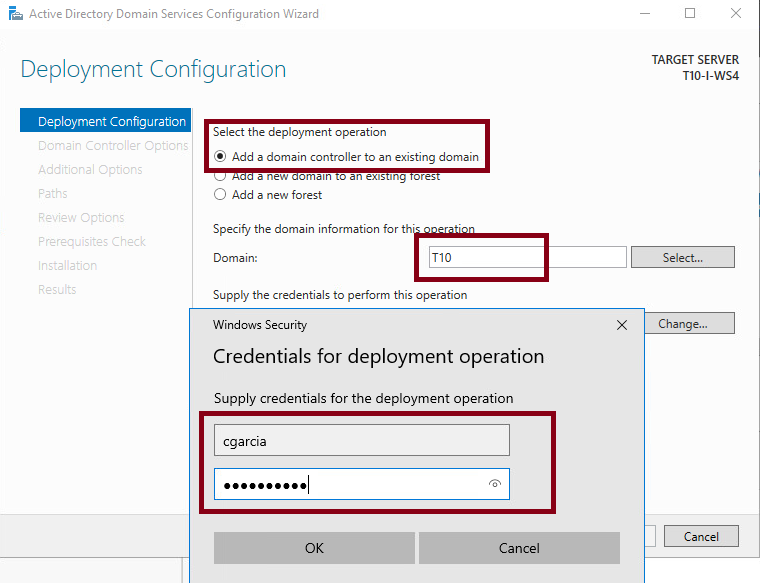 Active Directory Domain Services Configuration Wizard
Deployment Configuration
TARGET SERVER
T10-I-WS4
Deployment Configuration
Domain Controller Options
Additional Options
Paths
Review Options
Prerequisites Check
Installation
Results
Select the deployment operation
Add a domain controller to an existing domain
Add a new domain to an existing forest
Add a new forest
Specify the domain information for this operation
Domain:
T10
Select...
Supply the credentials to perform this operation
Change...
Windows Security
Credentials for deployment operation
Supply credentials for the deployment operation
cgarcia
●●●●●●●●●●
OK
Cancel
Cancel